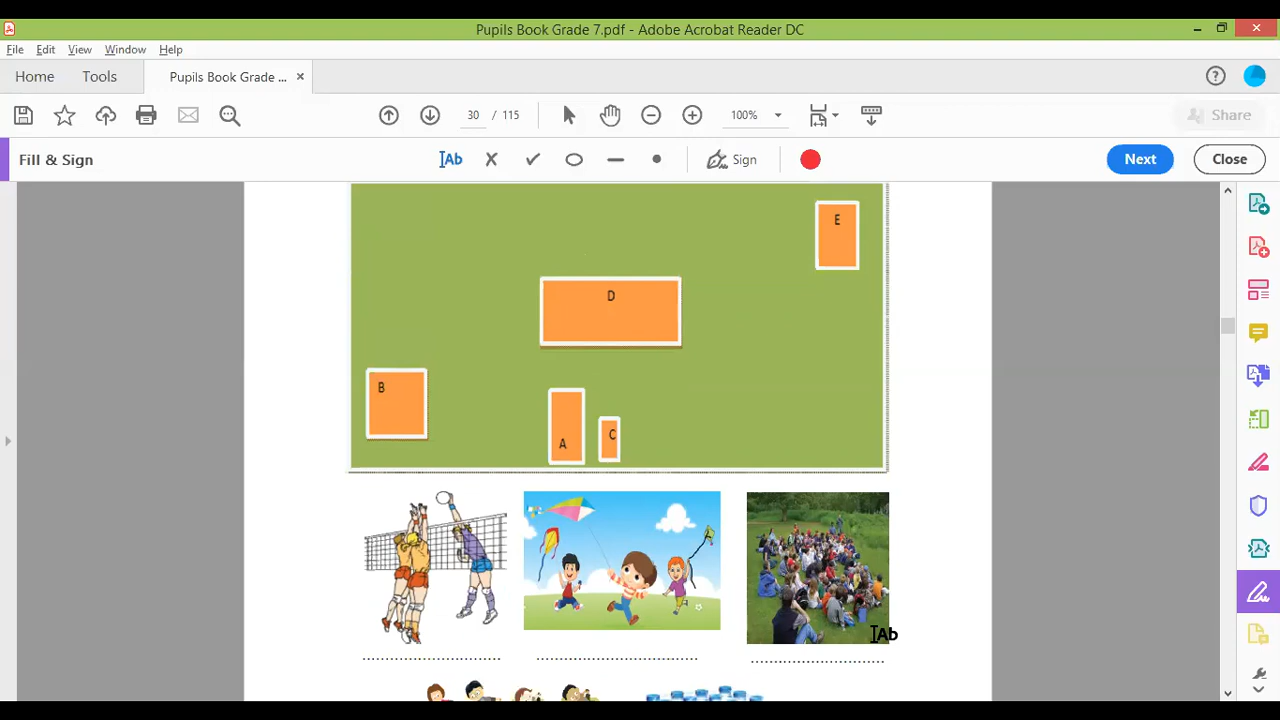 Pupils Book Grade 7.pdf - Adobe Acrobat Reader DC
File Edit View Window Help
Home Tools Pupils Book Grade ... ×
30 / 115 100% Share
Fill & Sign Ab Sign Next Close
E
D
B
A C
Ab